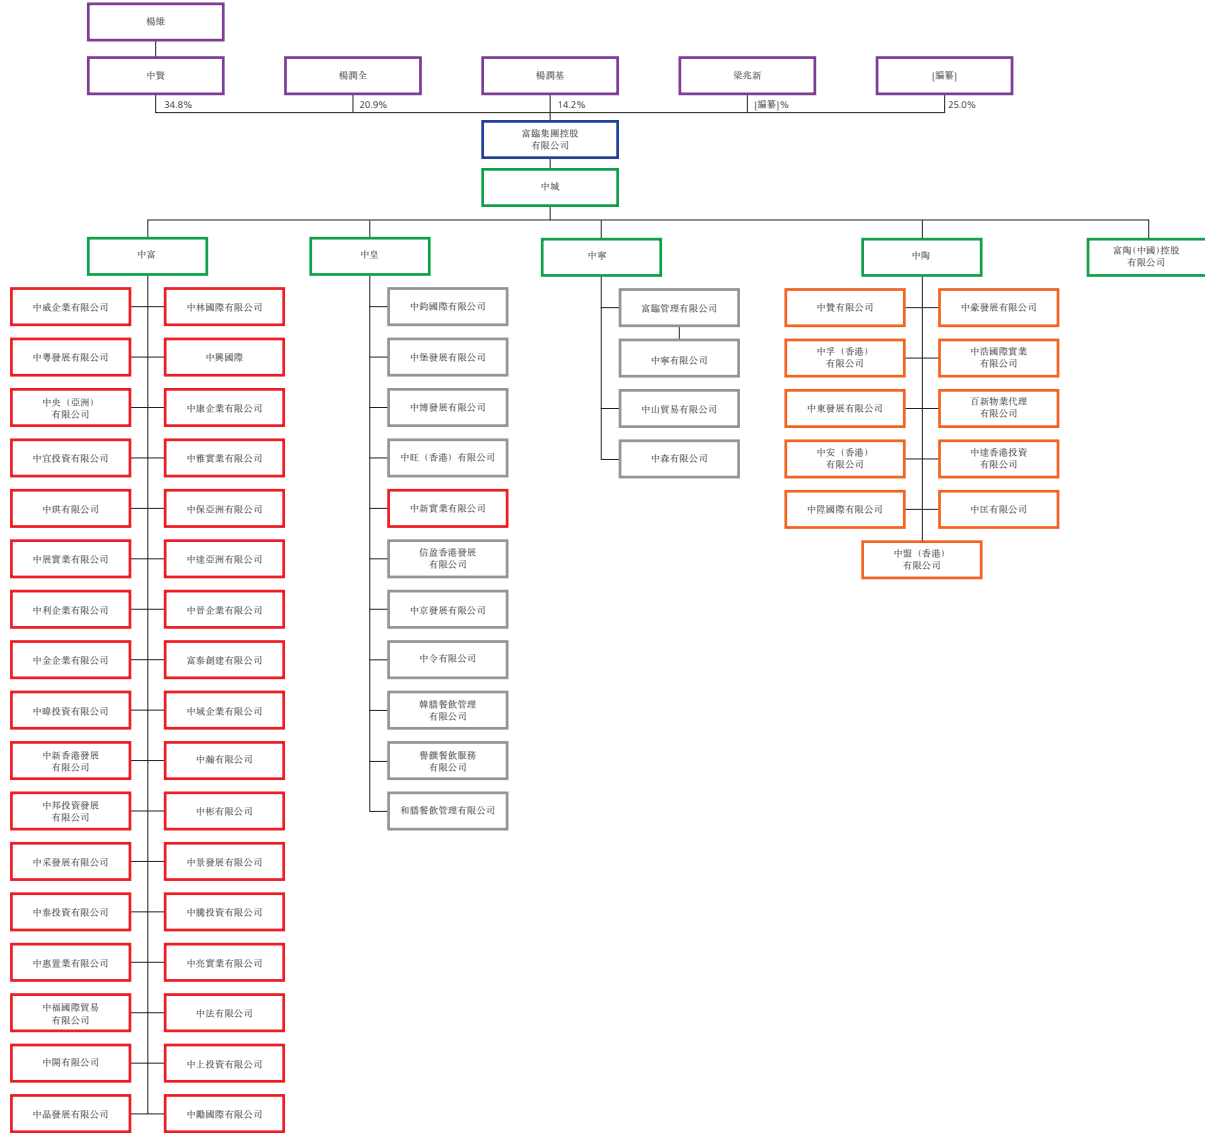 楊維
中賢
楊潤全
楊潤基
梁兆新
[編纂]
34.8%
20.9%
14.2%
[編纂]%
25.0%
富臨集團控股
有限公司
中城
中富
中皇
中寧
中陶
富陶(中國)控股
有限公司
中威企業有限公司
中林國際有限公司
中粵發展有限公司
中興國際
中央（亞洲）
有限公司
中康企業有限公司
中宜投資有限公司
中雅實業有限公司
中琪有限公司
中保亞洲有限公司
中展實業有限公司
中達亞洲有限公司
中利企業有限公司
中晉企業有限公司
中金企業有限公司
富泰創建有限公司
中暐投資有限公司
中域企業有限公司
中新香港發展
有限公司
中瀚有限公司
中邦投資發展
有限公司
中彬有限公司
中采發展有限公司
中景發展有限公司
中泰投資有限公司
中騰投資有限公司
中惠置業有限公司
中亮實業有限公司
中福國際貿易
有限公司
中法有限公司
中開有限公司
中上投資有限公司
中晶發展有限公司
中勵國際有限公司
中鈞國際有限公司
中堡發展有限公司
中博發展有限公司
中旺（香港）有限公司
中新實業有限公司
信盈香港發展
有限公司
中京發展有限公司
中令有限公司
韓膳餐飲管理
有限公司
譽饌餐飲服務
有限公司
和膳餐飲管理有限公司
富臨管理有限公司
中寧有限公司
中山貿易有限公司
中森有限公司
中贊有限公司
中豪發展有限公司
中孚（香港）
有限公司
中浩國際實業
有限公司
中東發展有限公司
百新物業代理
有限公司
中安（香港）
有限公司
中達香港投資
有限公司
中陞國際有限公司
中匡有限公司
中盟（香港）
有限公司